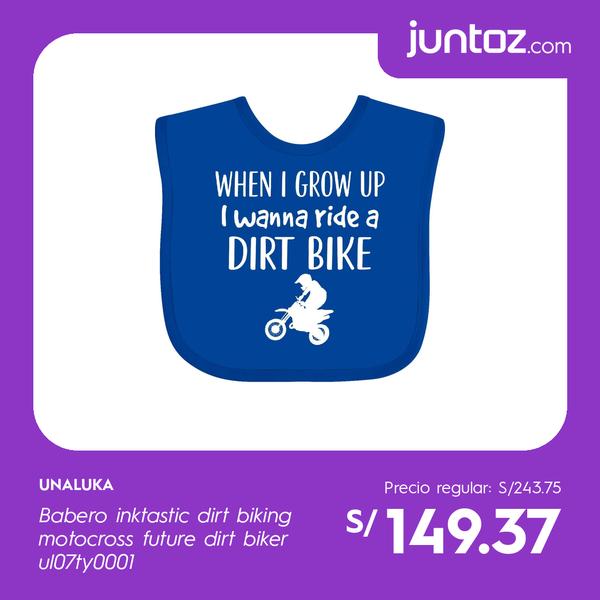 juntoz.com
WHEN I GROW UP
I wanna ride a
DIRT BIKE
UNALUKA
Babero inktastic dirt biking
motocross future dirt biker
ul07ty0001
Precio regular: S/243.75
S/149.37